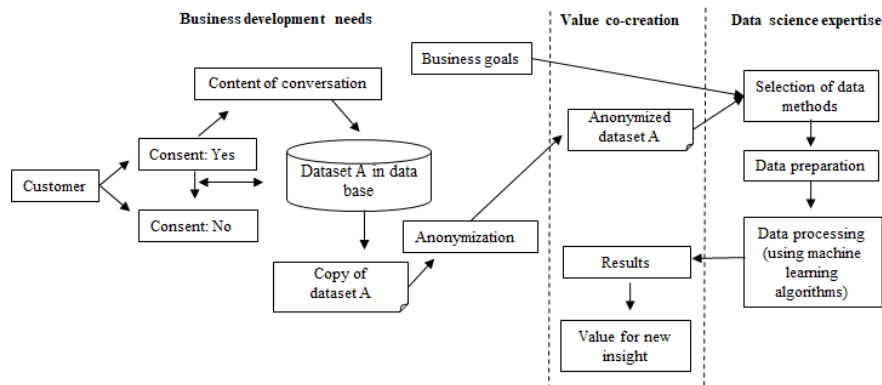 Business development needs
Value co-creation
Data science expertise
Business goals
Content of conversation
Selection of data
methods
Anonymized
dataset A
Consent: Yes
Dataset A in data
base
Data preparation
Customer
Consent: No
Anonymization
Data processing
(using machine
learning
algorithms)
Copy of
dataset A
Results
Value for new
insight